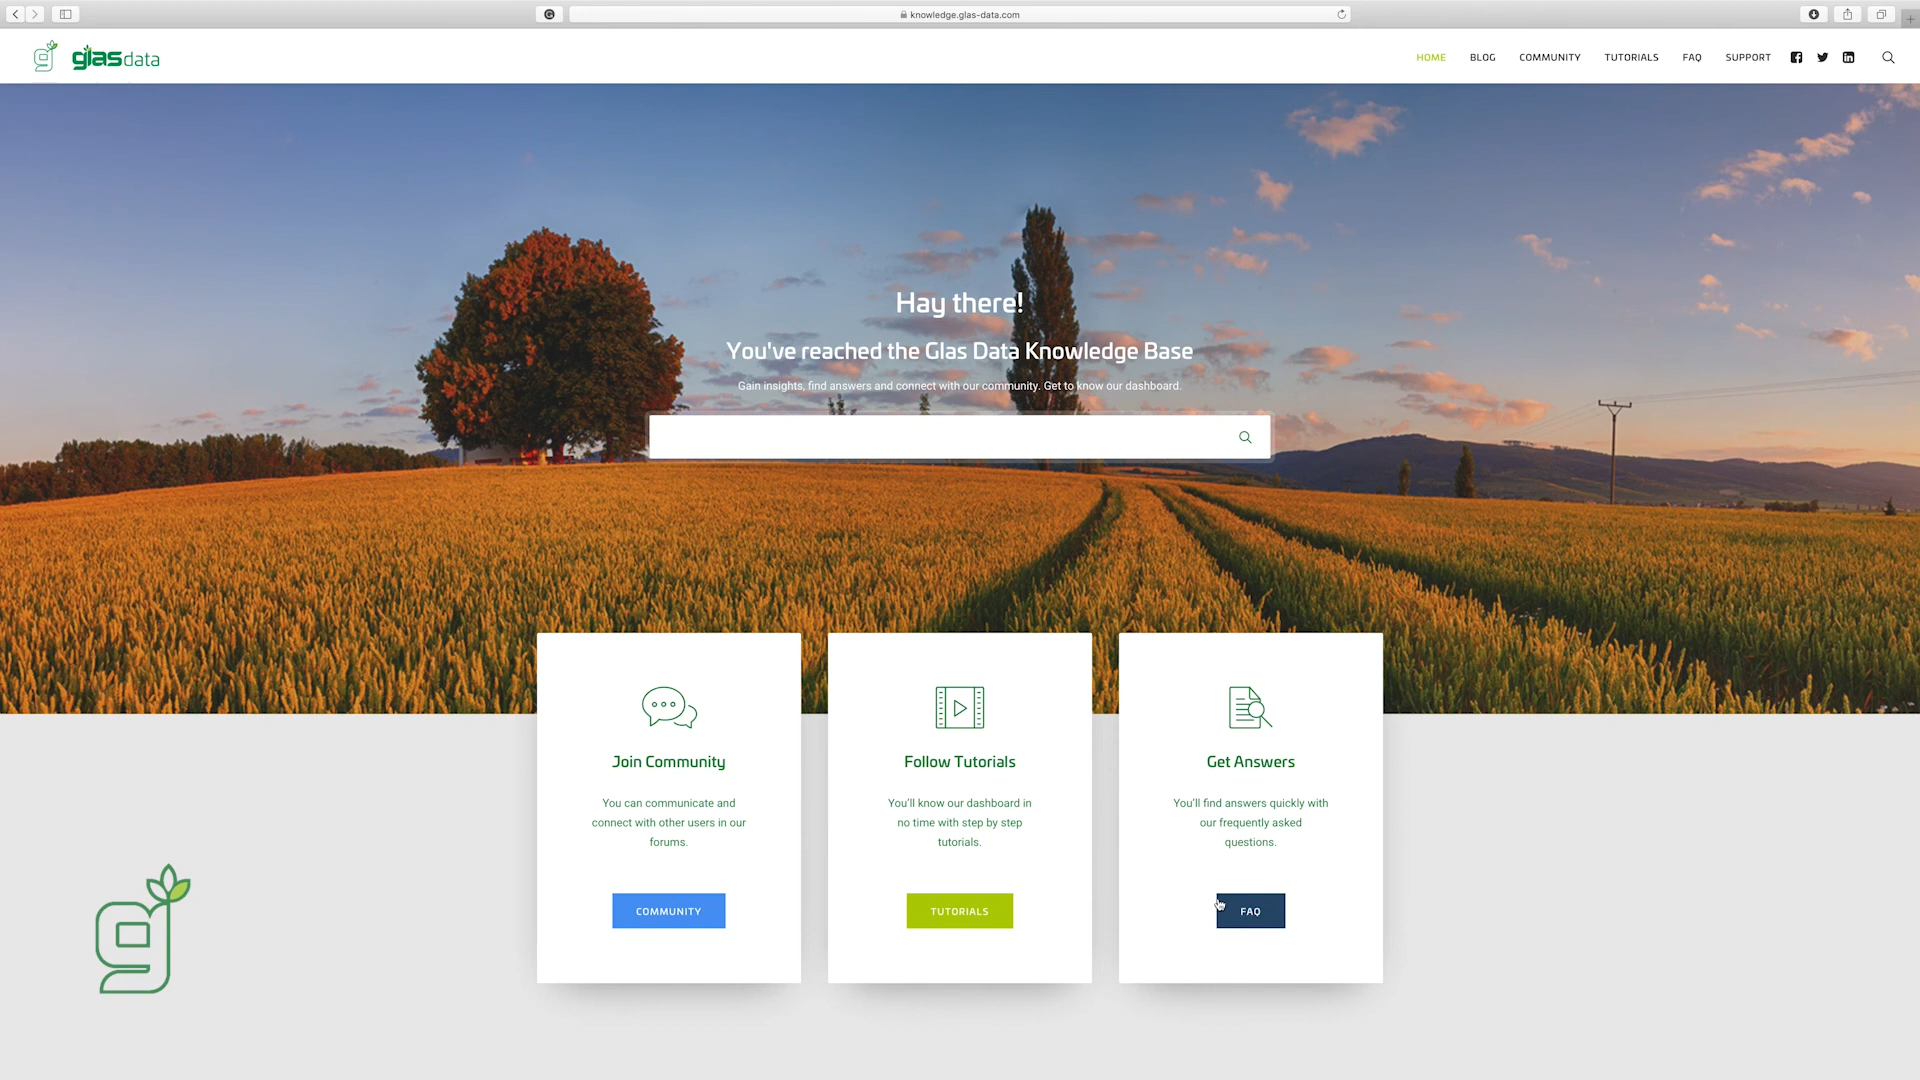 knowledge.glas-data.com
glasdata
HOME BLOG COMMUNITY TUTORIALS FAQ SUPPORT
Hay there!
You've reached the Glas Data Knowledge Base
Gain insights, find answers and connect with our community. Get to know our dashboard.
Join Community
You can communicate and
connect with other users in our
forums.
COMMUNITY
Follow Tutorials
You'll know our dashboard in
no time with step by step
tutorials.
TUTORIALS
Get Answers
You'll find answers quickly with
our frequently asked
questions.
FAQ